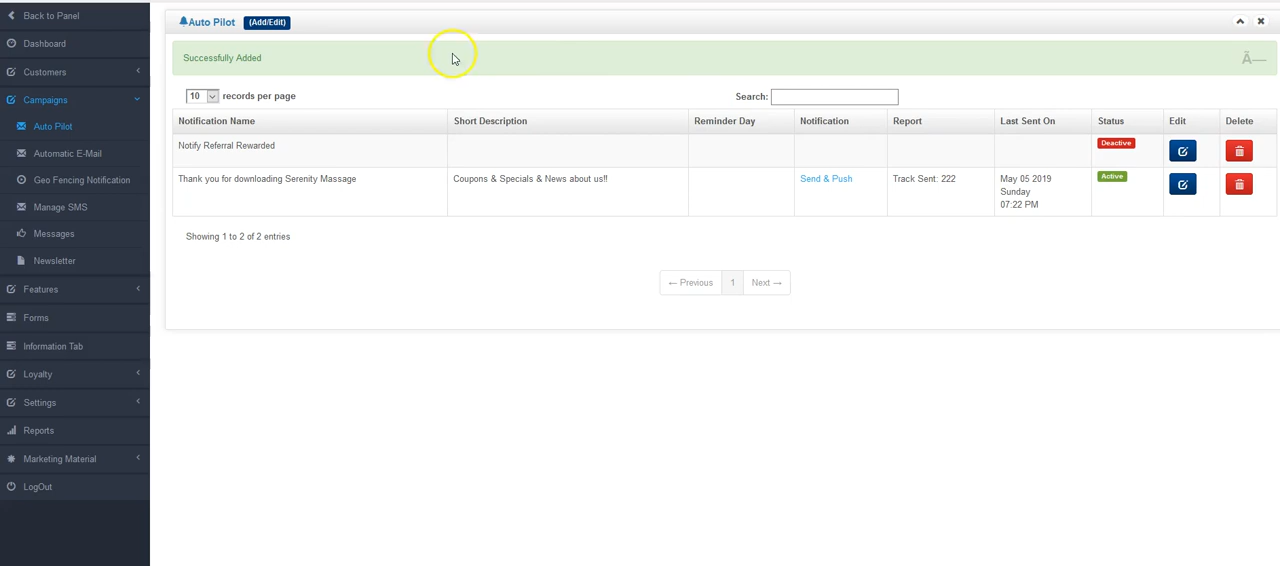 Back to Panel
Dashboard
Customers
Campaigns
Auto Pilot
Automatic E-Mail
Geo Fencing Notification
Manage SMS
Messages
Newsletter
Features
Forms
Information Tab
Loyalty
Settings
Reports
Marketing Material
LogOut
Auto Pilot (Add/Edit)
Successfully Added Ã—
10 records per page Search:
Notification Name Short Description Reminder Day Notification Report Last Sent On Status Edit Delete
Notify Referral Rewarded Deactive
Thank you for downloading Serenity Massage Coupons & Specials & News about us!! Send & Push Track Sent: 222 May 05 2019 Active
Sunday
07:22 PM
Showing 1 to 2 of 2 entries
← Previous 1 Next →